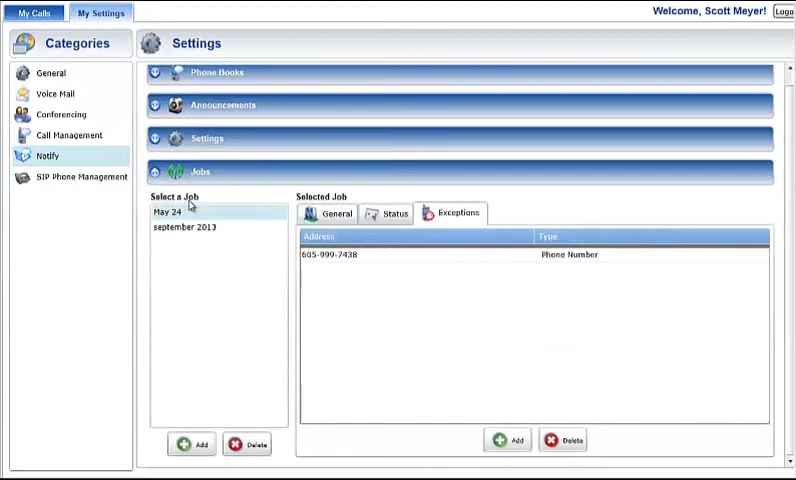 My Calls
My Settings
Welcome, Scott Meyer!
Categories
Settings
General
Voice Mail
Conferencing
Call Management
Notify
SIP Phone Management
Phone Books
Announcements
Settings
Jobs
Select a Job
May 24
september 2013
Add
Delete
Selected Job
General
Status
Exceptions
Address
Type
605-999-7438
Phone Number
Add
Delete